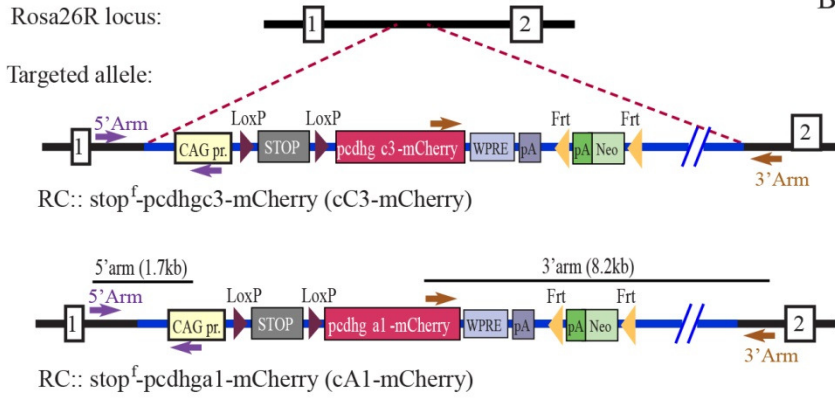 B
Rosa26R locus:
1 2
Targeted allele:
5'Arm LoxP LoxP Frt Frt
1 CAG pr. STOP pcdhg c3-mCherry WPRE pA pA Neo 2
3'Arm
RC:: stopf-pcdhgc3-mCherry (cC3-mCherry)
5'arm (1.7kb) 3'arm (8.2kb)
5'Arm LoxP LoxP Frt Frt
1 CAG pr. STOP pcdhg a1-mCherry WPRE pA pA Neo 2
3'Arm
RC:: stopf-pcdhga1-mCherry (cA1-mCherry)